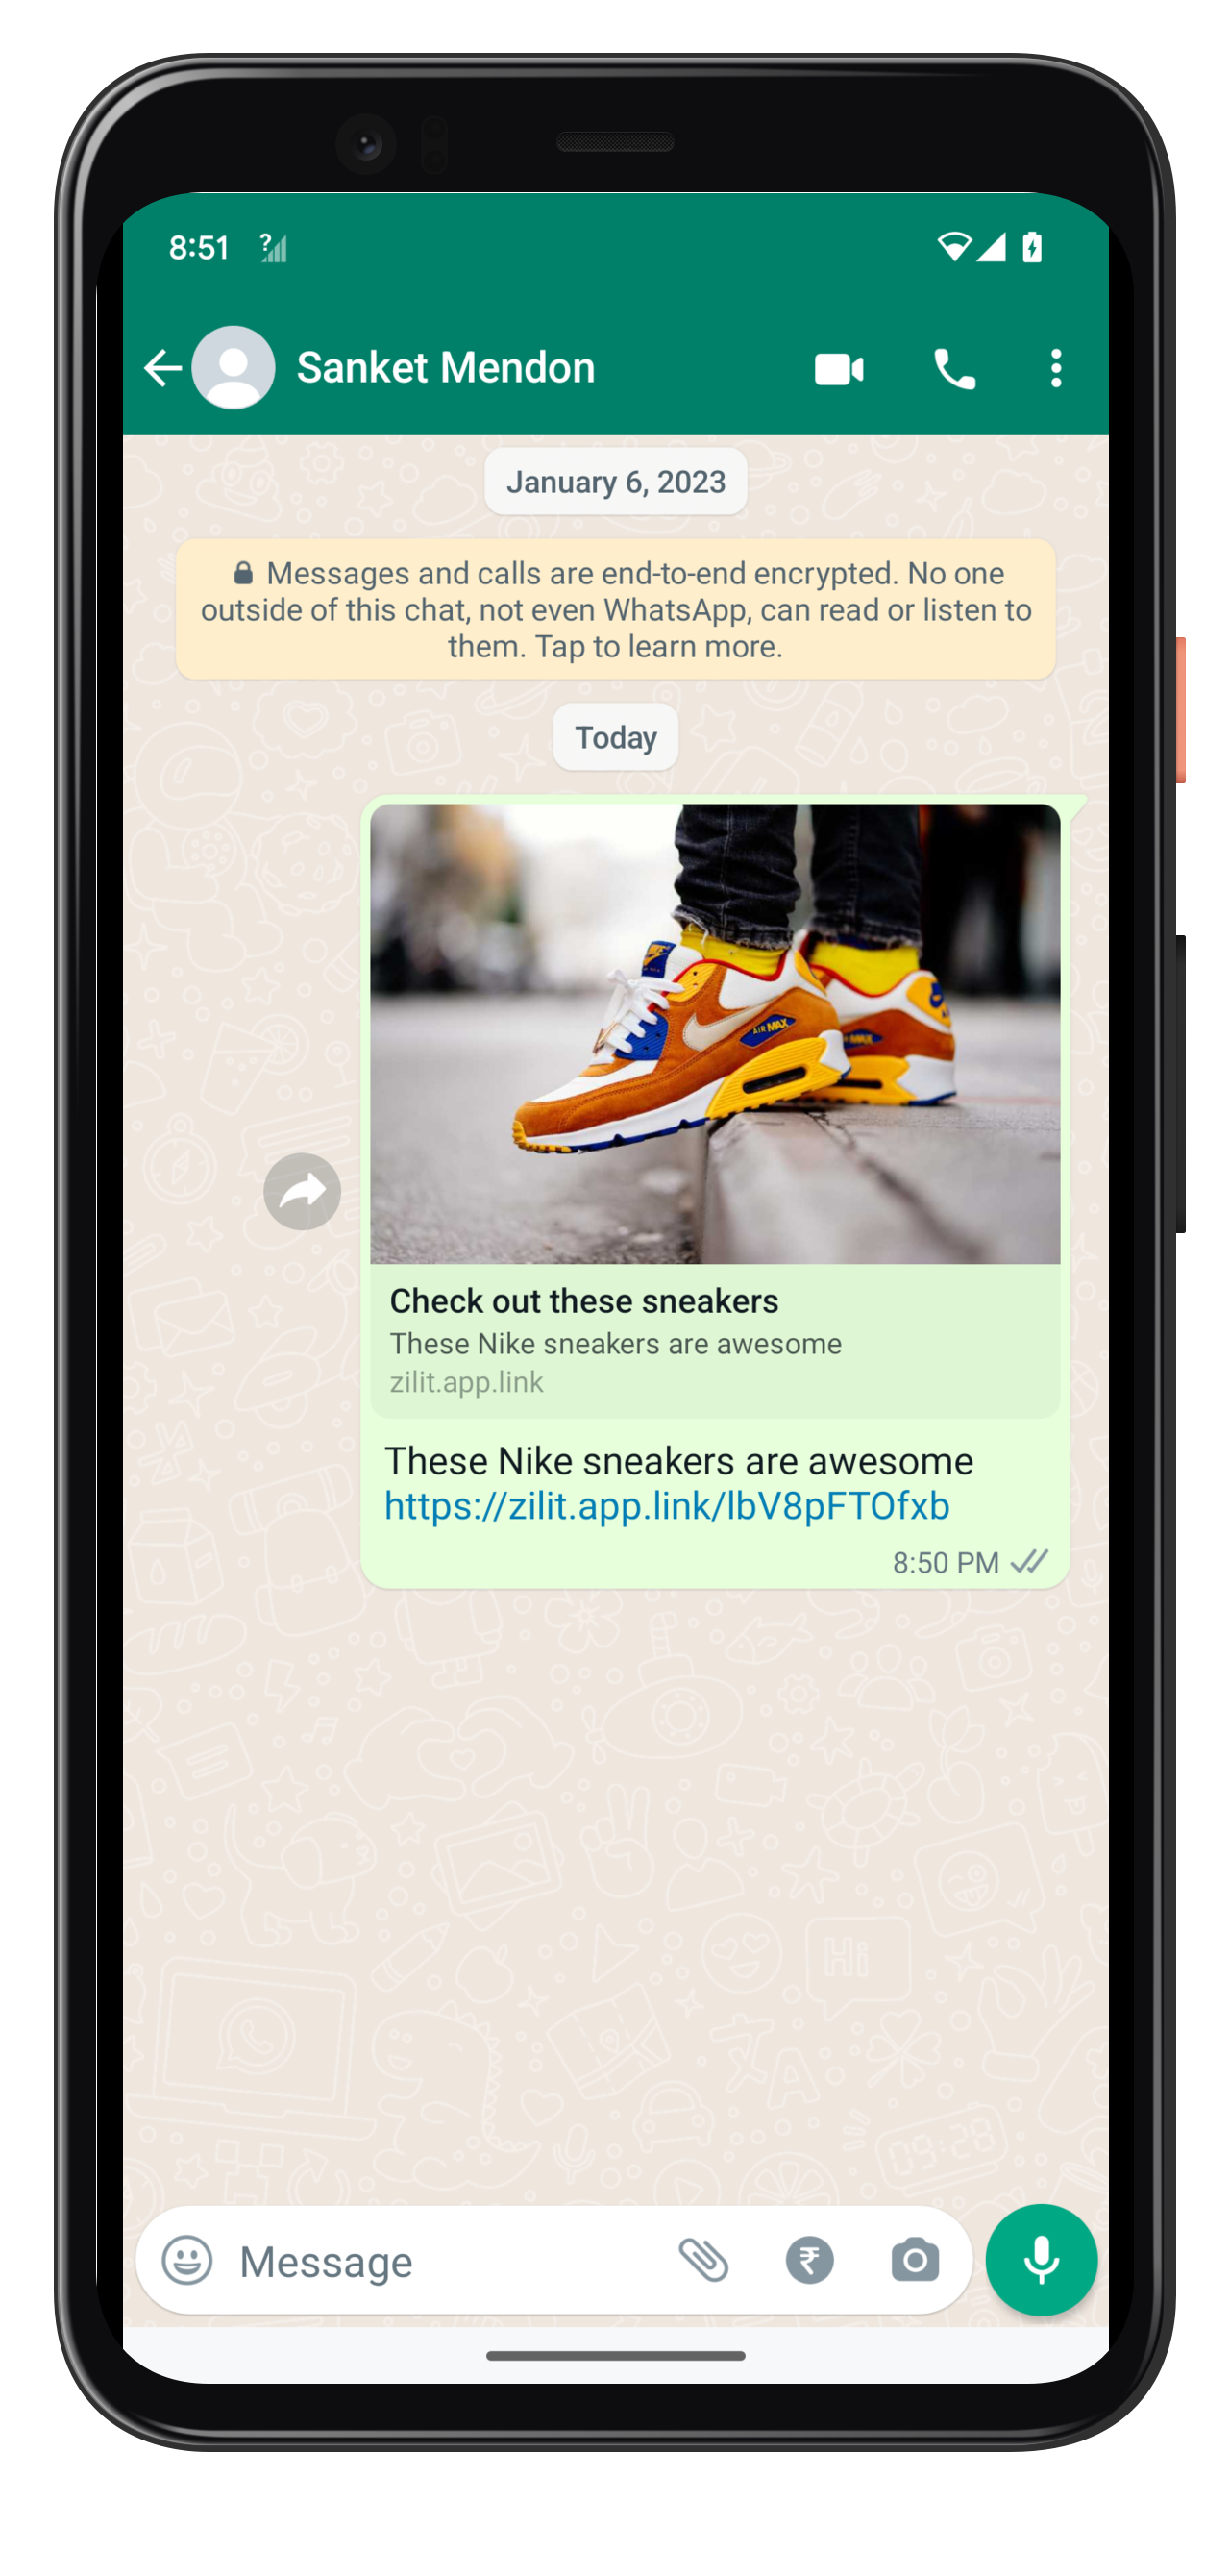 8:51
?
Sanket Mendon
January 6, 2023
Messages and calls are end-to-end encrypted. No one
outside of this chat, not even WhatsApp, can read or listen to
them. Tap to learn more.
Today
AIR MAX
Check out these sneakers
These Nike sneakers are awesome
zilit.app.link
These Nike sneakers are awesome
https://zilit.app.link/lbV8pFTOfxb
8:50 PM
Hi
09:28
Message
₹